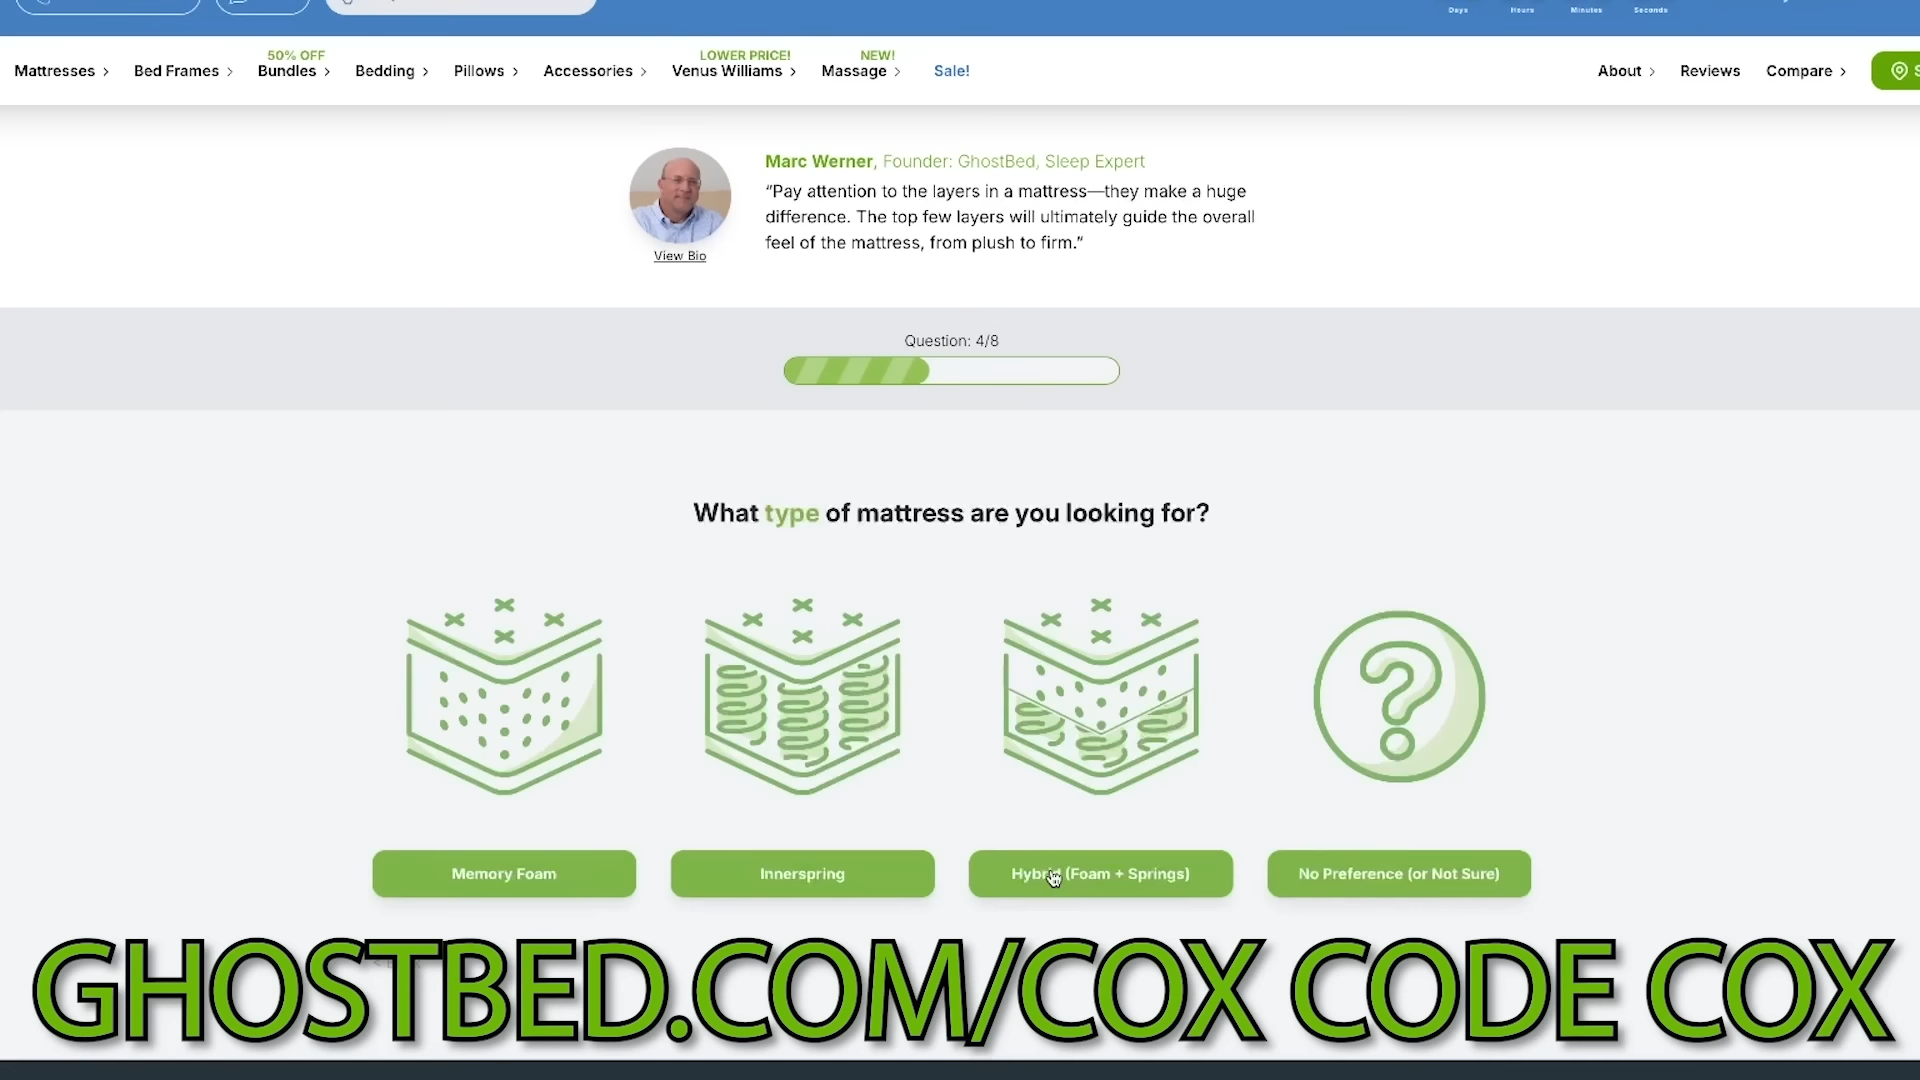 Days Hours Minutes Seconds
50% OFF LOWER PRICE! NEW!
Mattresses Bed Frames Bundles Bedding Pillows Accessories Venus Williams Massage Sale! About Reviews Compare
Marc Werner, Founder: GhostBed, Sleep Expert
“Pay attention to the layers in a mattress—they make a huge
difference. The top few layers will ultimately guide the overall
feel of the mattress, from plush to firm.”
View Bio
Question: 4/8
What type of mattress are you looking for?
Memory Foam Innerspring Hybrid (Foam + Springs) No Preference (or Not Sure)
GHOSTBED.COM/COX CODE COX